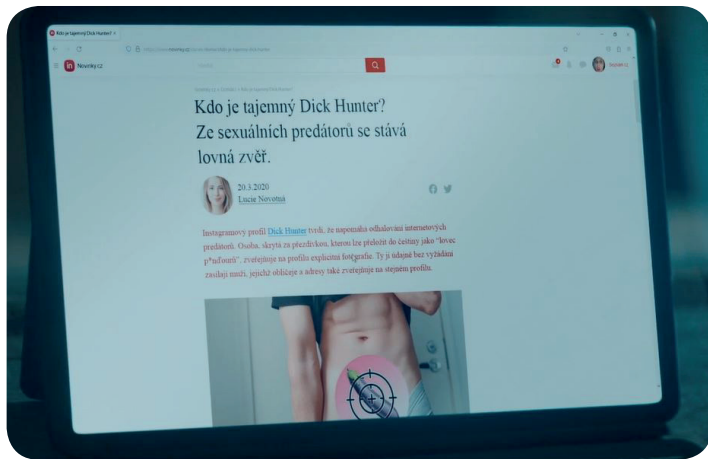 Kdo je tajemný Dick Hunter?
Novinky.cz
Kdo je tajemný Dick Hunter?
Ze sexuálních predátorů se stává
lovná zvěř.
20.3.2020
Lucie Novotná
Instagramový profil Dick Hunter tvrdí, že napomáhá odhalování internetových
predátorů. Osoba, skrytá za přezdívkou, kterou lze přeložit do češtiny jako "lovec
p*nďourů", zveřejňuje na profilu explicitní fotografie. Ty jí údajně bez vyžádání
zasílají muži, jejichž obličeje a adresy také zveřejňuje na stejném profilu.